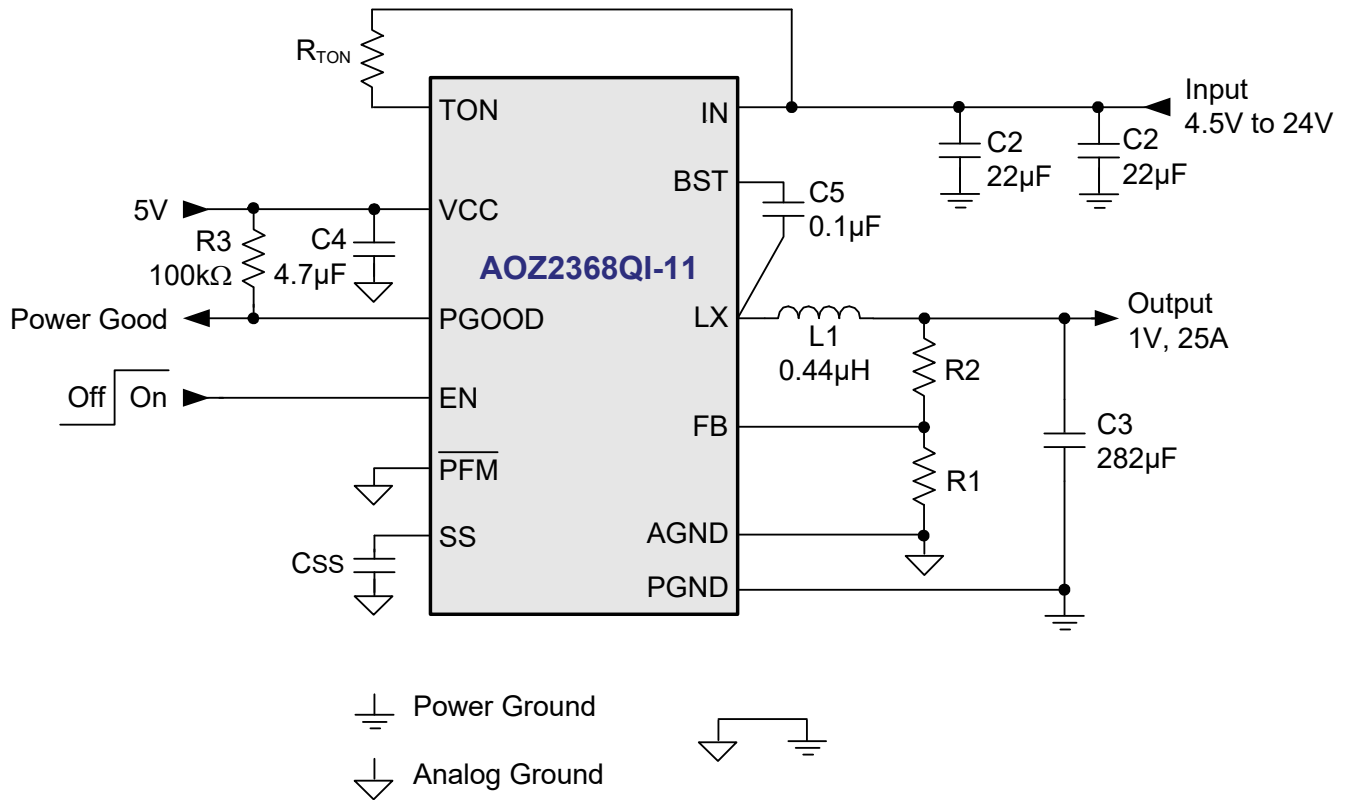 RTON
TON
IN
Input
4.5V to 24V
C2
22µF
C2
22µF
BST
C5
0.1µF
5V
VCC
R3
100kΩ
C4
4.7µF
AOZ2368QI-11
Power Good
PGOOD
LX
L1
0.44µH
Output
1V, 25A
R2
Off
On
EN
FB
C3
282µF
PFM
R1
SS
CSS
AGND
PGND
Power Ground
Analog Ground